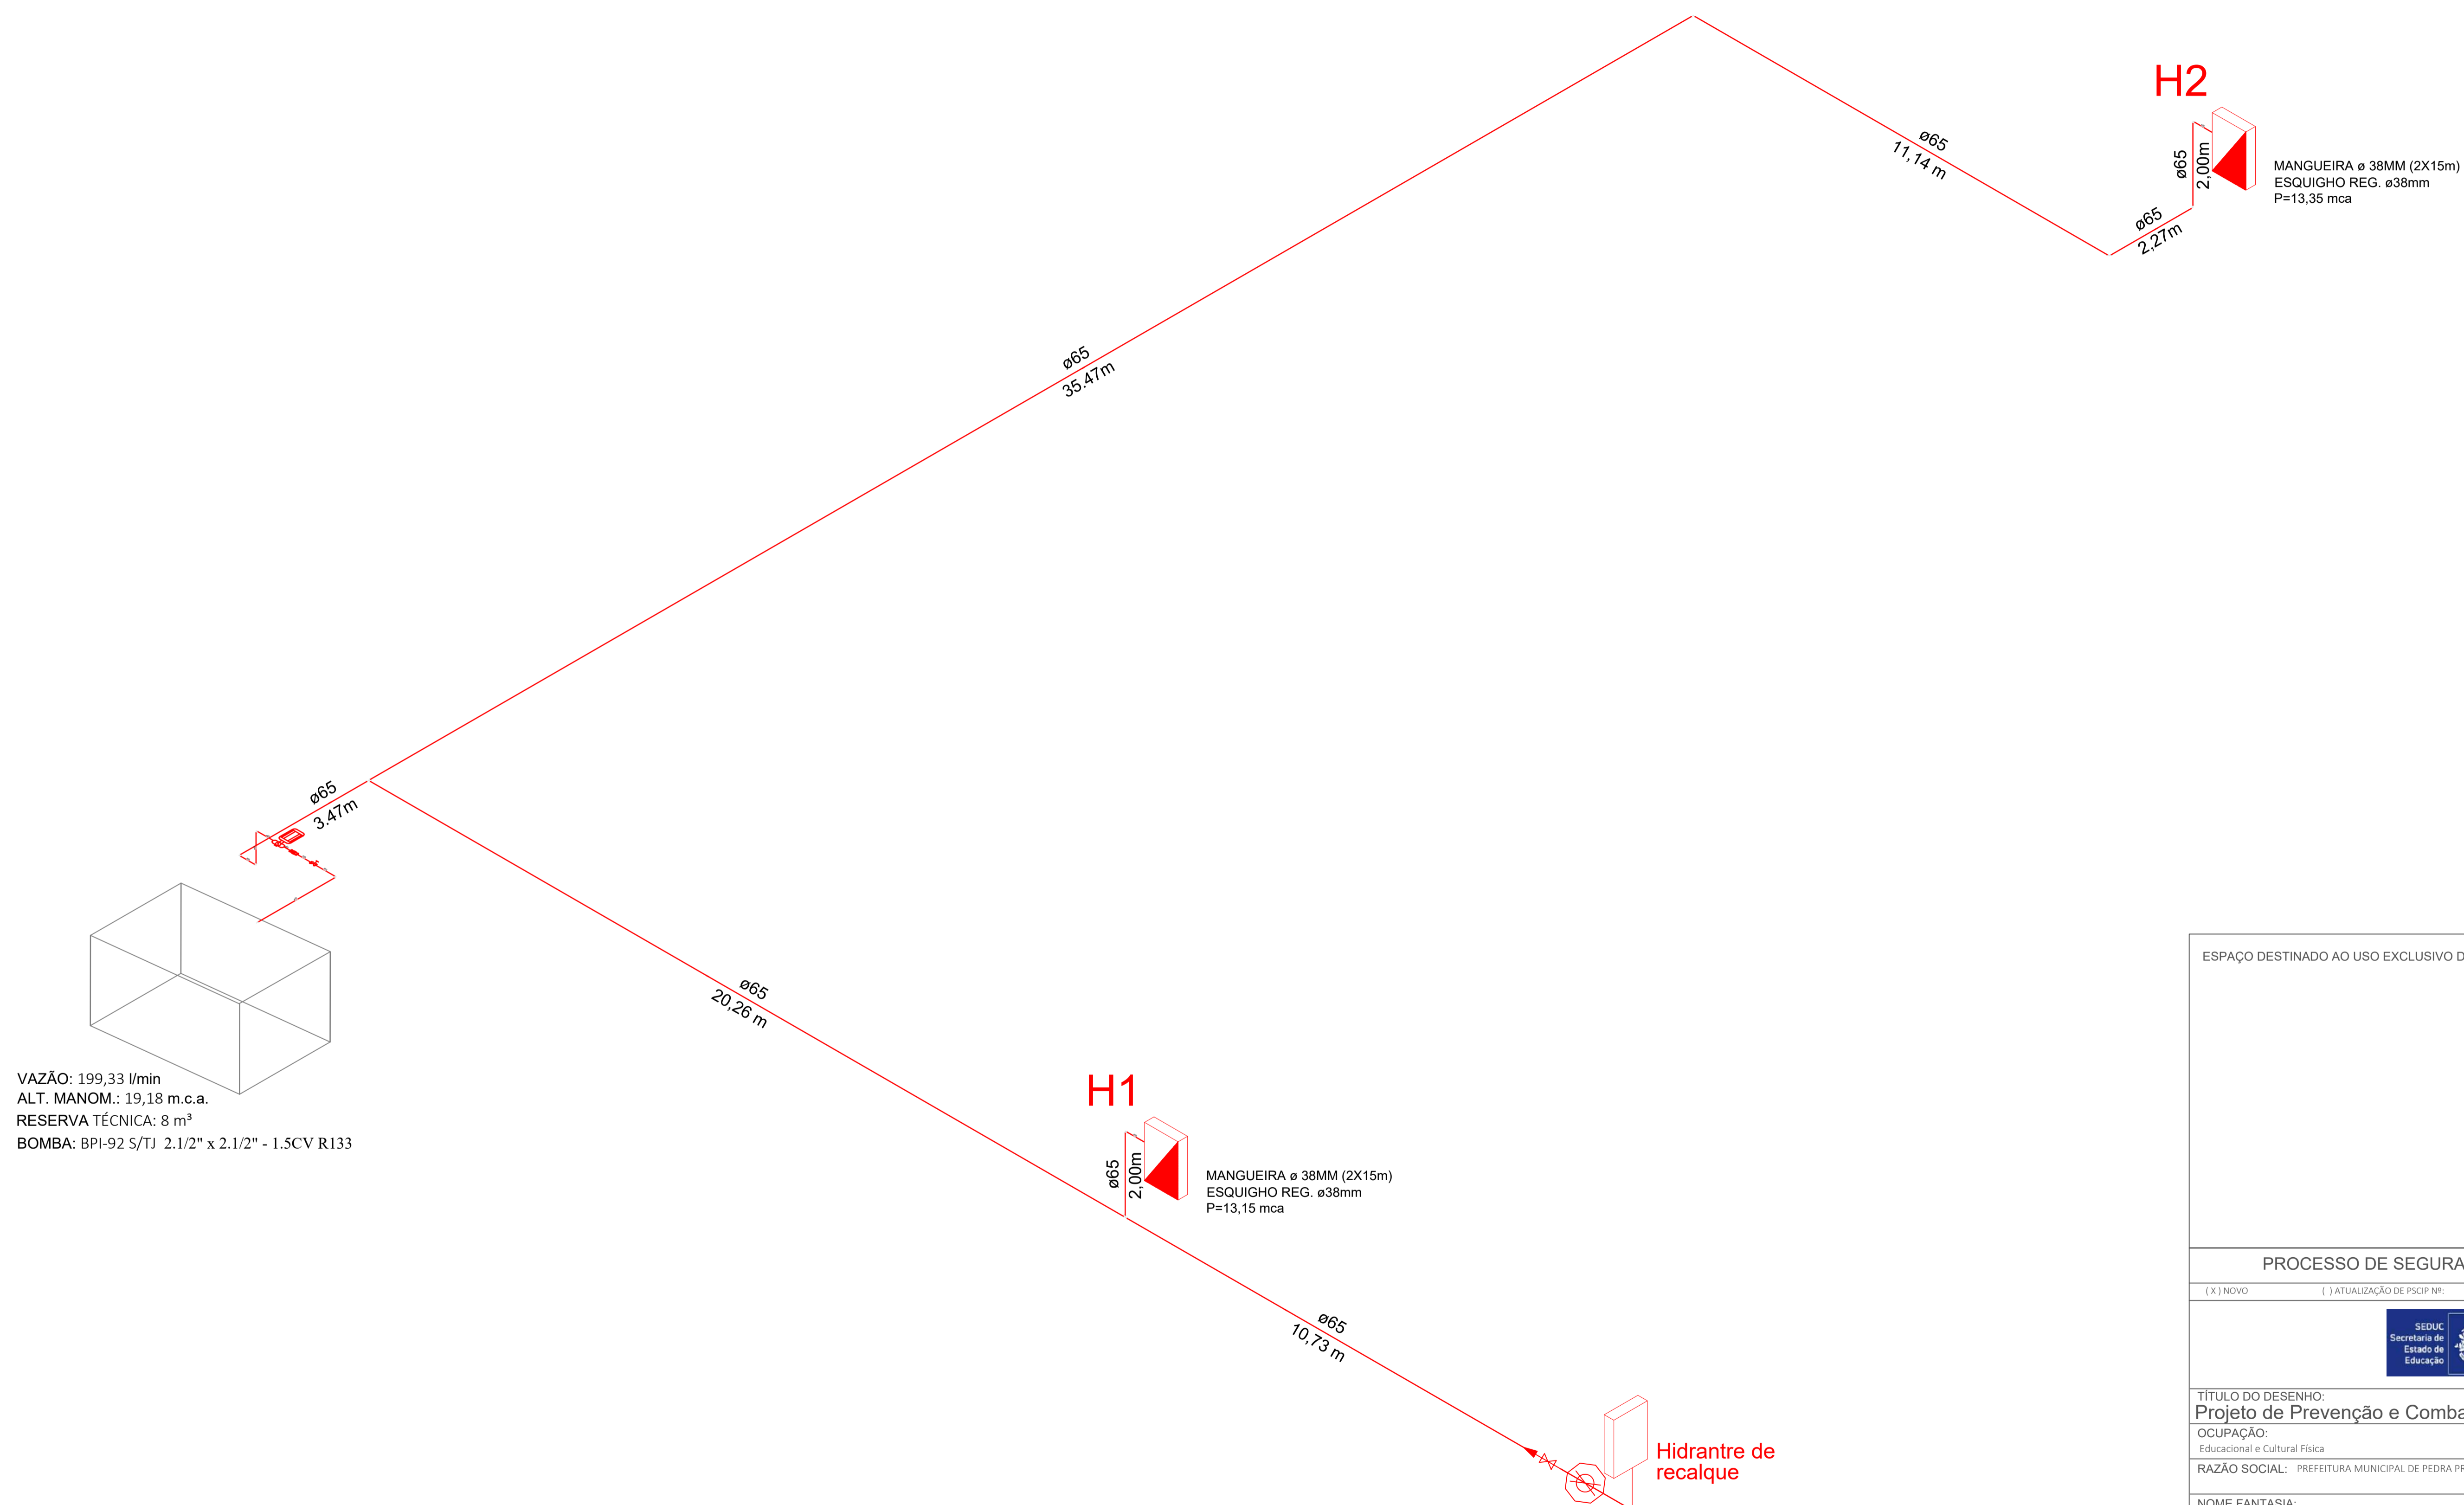 H2
ø65
11,14 m
ø65
2,00m
MANGUEIRA ø 38MM (2X15m)
ESQUIGHO REG. ø38mm
P=13,35 mca
ø65
2,27m
ø65
35.47m
ø65
3.47m
ø65
20,26 m
VAZÃO: 199,33 l/min
ALT. MANOM.: 19,18 m.c.a.
RESERVA TÉCNICA: 8 m³
BOMBA: BPI-92 S/TJ 2.1/2" x 2.1/2" - 1.5CV R133
H1
ø65
2,00m
MANGUEIRA ø 38MM (2X15m)
ESQUIGHO REG. ø38mm
P=13,15 mca
ø65
10,73 m
Hidrantre de
recalque
ESPAÇO DESTINADO AO USO EXCLUSIVO D
PROCESSO DE SEGURA
( X ) NOVO ( ) ATUALIZAÇÃO DE PSCIP Nº:
SEDUC
Secretaria de
Estado de
Educação
TÍTULO DO DESENHO:
Projeto de Prevenção e Comba
OCUPAÇÃO:
Educacional e Cultural Física
RAZÃO SOCIAL: PREFEITURA MUNICIPAL DE PEDRA PR
NOME FANTASIA: